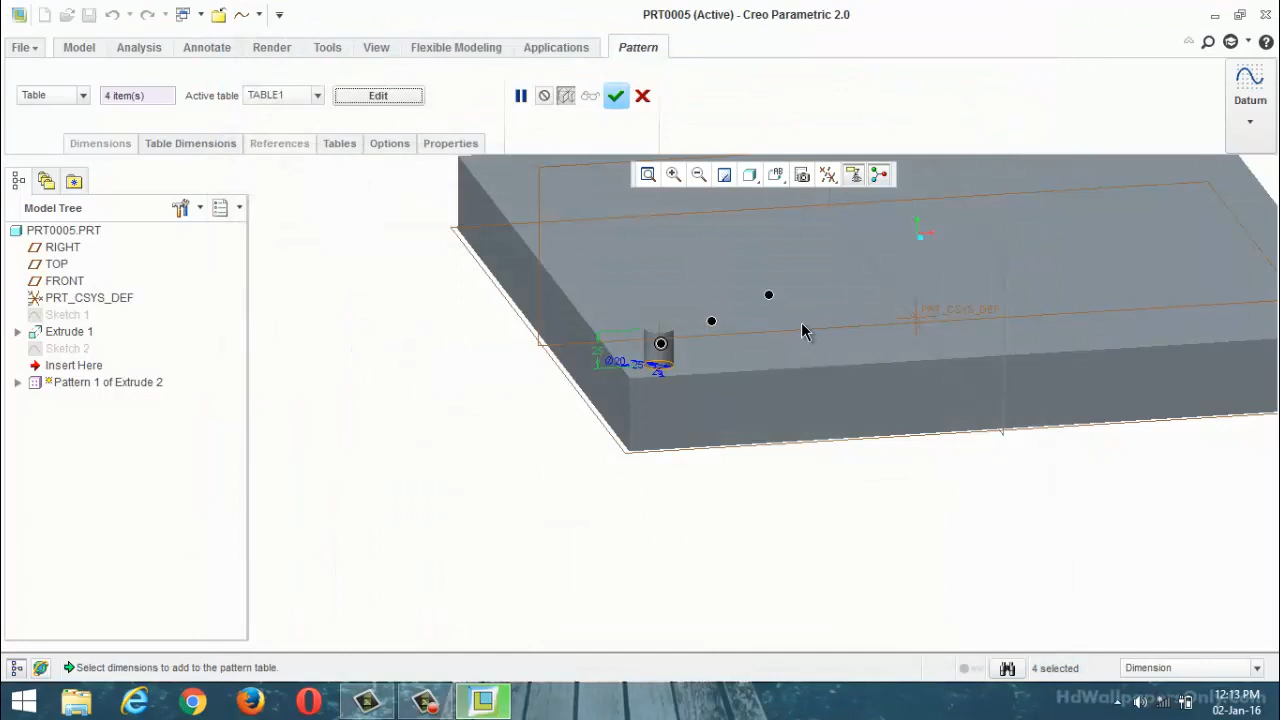 PRT0005 (Active) - Creo Parametric 2.0
File Model Analysis Annotate Render Tools View Flexible Modeling Applications Pattern
Table 4 item(s) Active table TABLE1 Edit
Datum
Dimensions Table Dimensions References Tables Options Properties
Model Tree
PRT0005.PRT
RIGHT
TOP
FRONT
PRT_CSYS_DEF
Sketch 1
Extrude 1
Sketch 2
Insert Here
Pattern 1 of Extrude 2
PRT_CSYS_DEF
25
Ø20
25
Select dimensions to add to the pattern table.
4 selected
Dimension
HdWallpapersOnly.com
12:13 PM
02-Jan-16